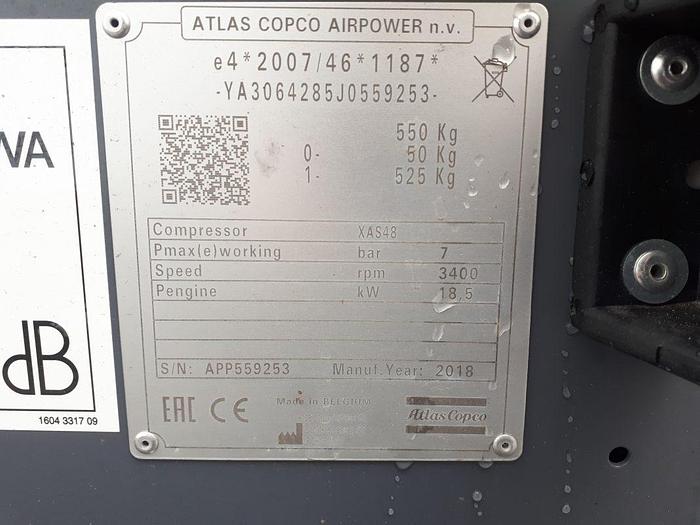 ATLAS COPCO AIRPOWER n.v.
e4*2007/46*1187*
-YA3064285J0559253-
550 Kg
0- 50 Kg
1- 525 Kg
Compressor XAS48
Pmax(e)working bar 7
Speed rpm 3400
Pengine kW 18,5
S/N: APP559253 Manuf.Year: 2018
EAC CE
Made in BELGIUM
Atlas Copco
WA
dB
1604 3317 09